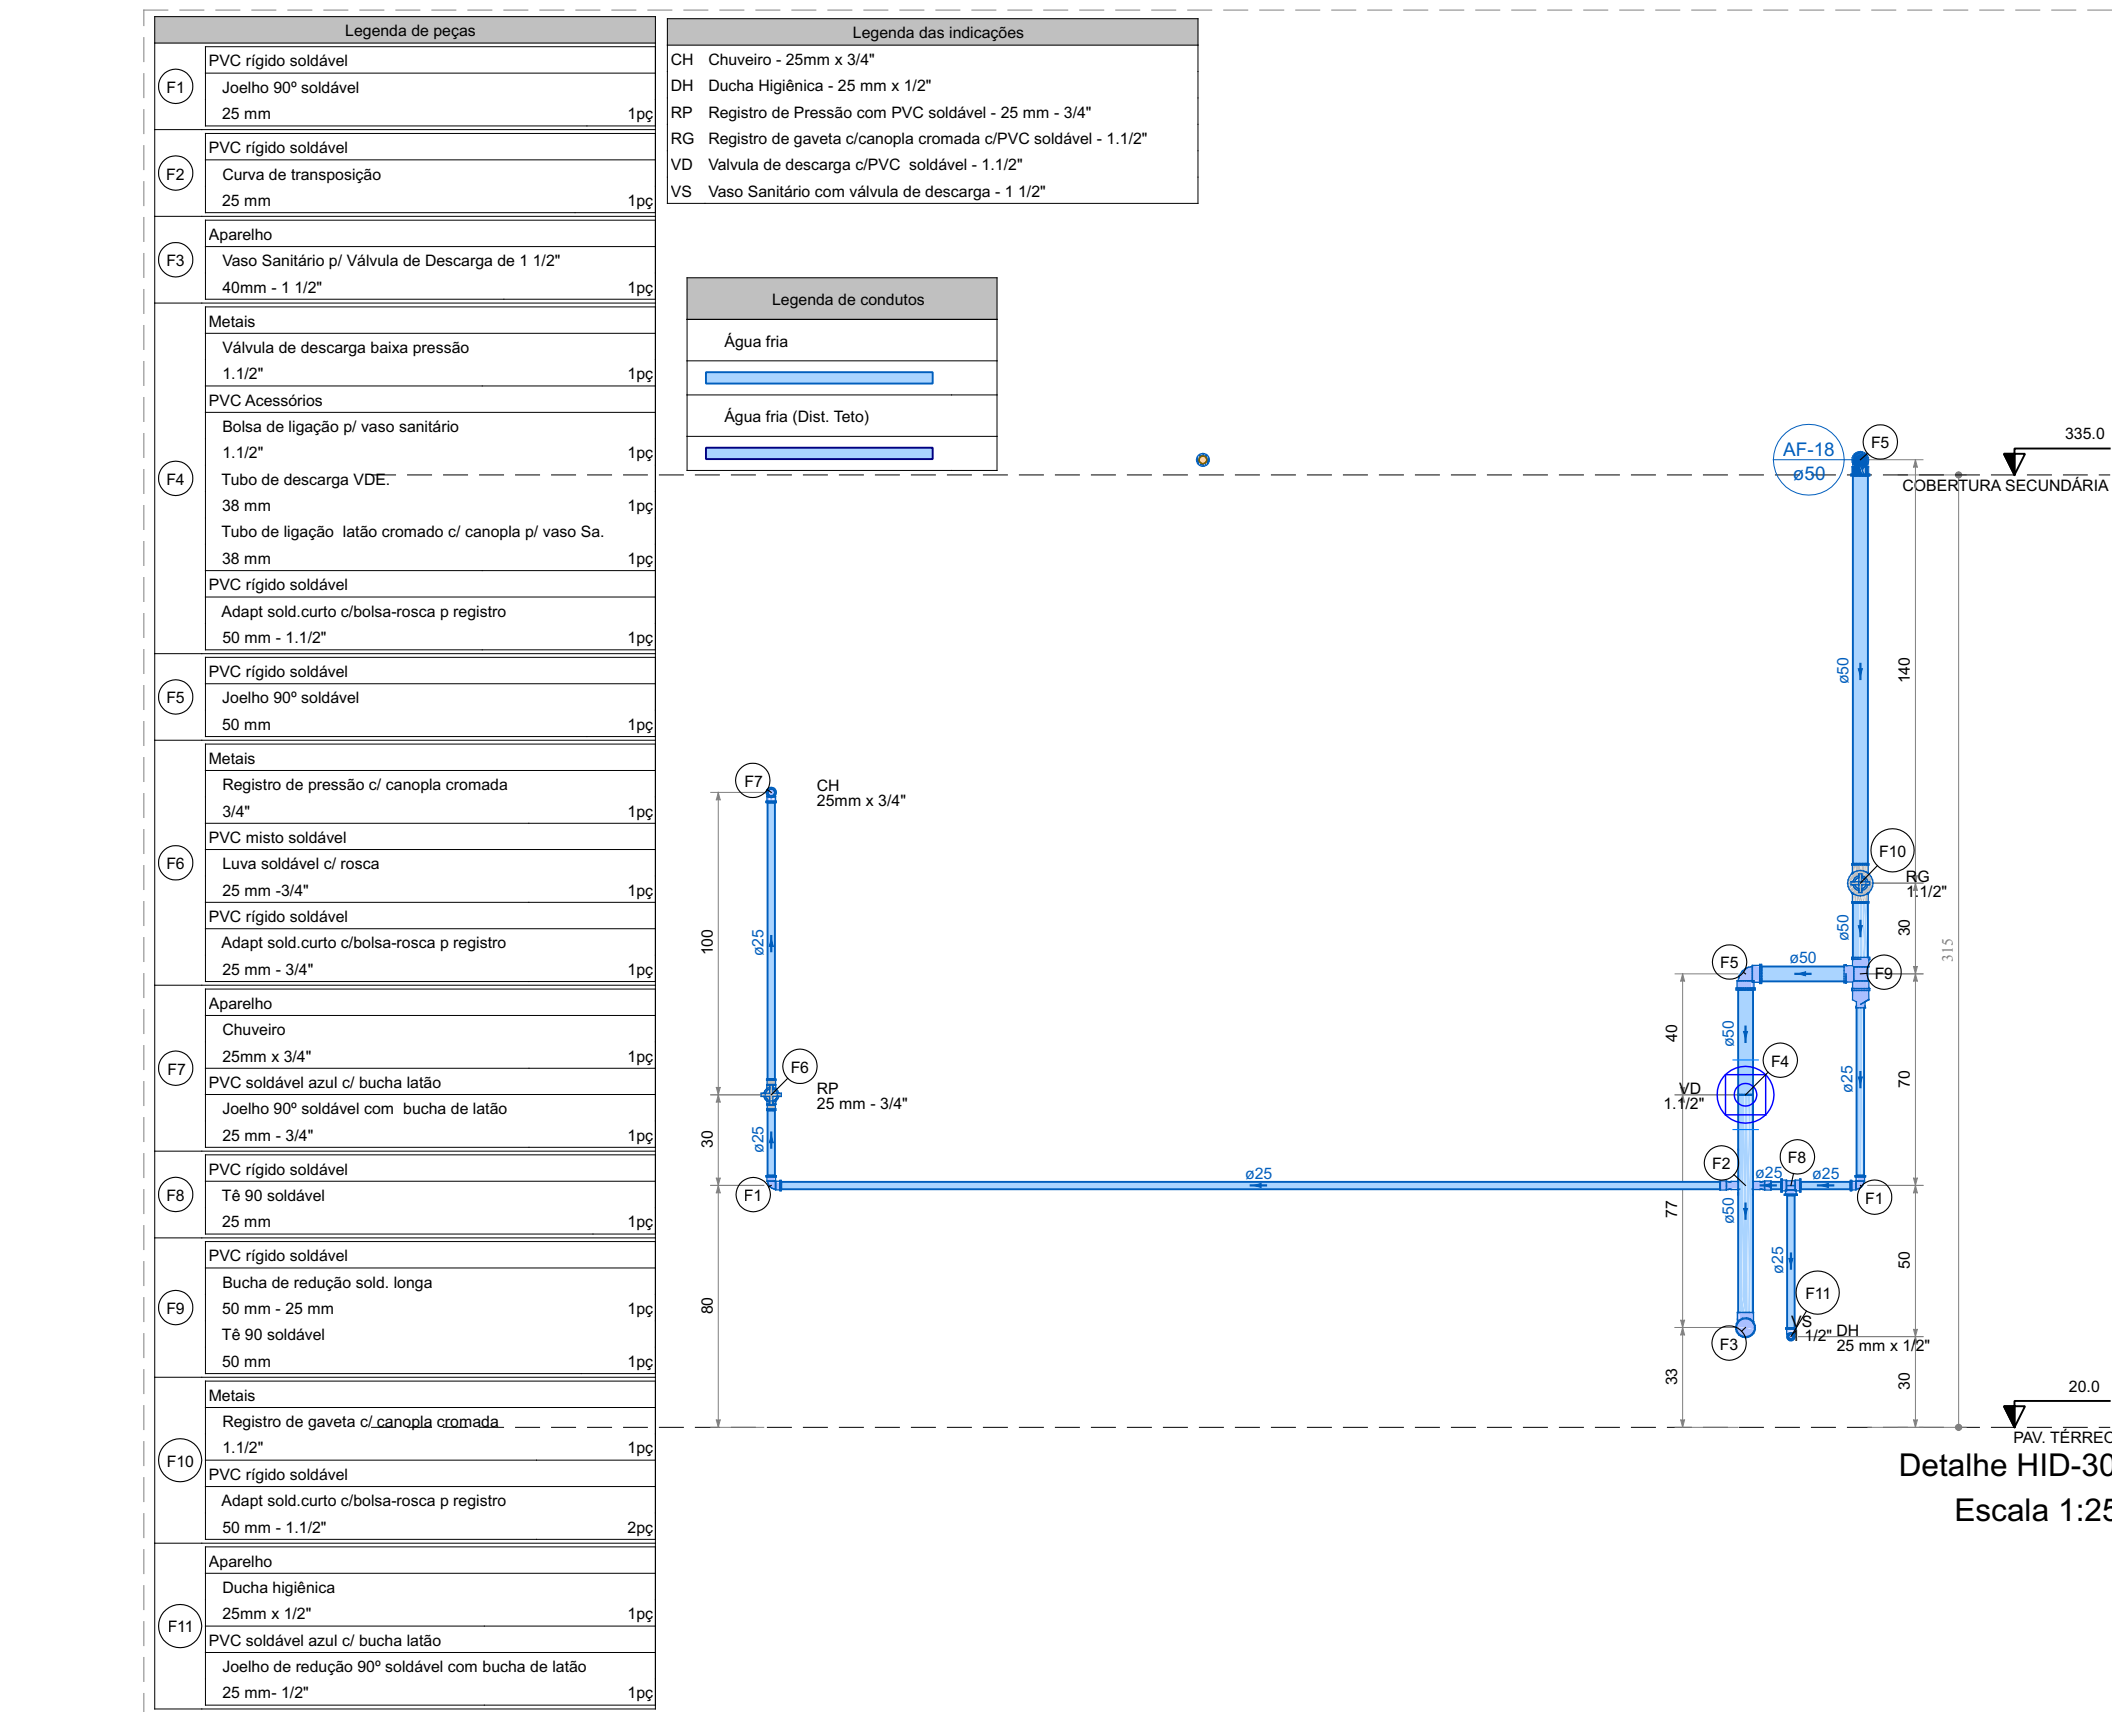 Legenda de peças
F1
PVC rígido soldável
Joelho 90º soldável
25 mm 1pç
F2
PVC rígido soldável
Curva de transposição
25 mm 1pç
F3
Aparelho
Vaso Sanitário p/ Válvula de Descarga de 1 1/2"
40mm - 1 1/2" 1pç
F4
Metais
Válvula de descarga baixa pressão
1.1/2" 1pç
PVC Acessórios
Bolsa de ligação p/ vaso sanitário
1.1/2" 1pç
Tubo de descarga VDE.
38 mm 1pç
Tubo de ligação latão cromado c/ canopla p/ vaso Sa.
38 mm 1pç
PVC rígido soldável
Adapt sold.curto c/bolsa-rosca p registro
50 mm - 1.1/2" 1pç
F5
PVC rígido soldável
Joelho 90º soldável
50 mm 1pç
F6
Metais
Registro de pressão c/ canopla cromada
3/4" 1pç
PVC misto soldável
Luva soldável c/ rosca
25 mm -3/4" 1pç
PVC rígido soldável
Adapt sold.curto c/bolsa-rosca p registro
25 mm - 3/4" 1pç
F7
Aparelho
Chuveiro
25mm x 3/4" 1pç
PVC soldável azul c/ bucha latão
Joelho 90º soldável com bucha de latão
25 mm - 3/4" 1pç
F8
PVC rígido soldável
Tê 90 soldável
25 mm 1pç
F9
PVC rígido soldável
Bucha de redução sold. longa
50 mm - 25 mm 1pç
Tê 90 soldável
50 mm 1pç
F10
Metais
Registro de gaveta c/ canopla cromada
1.1/2" 1pç
PVC rígido soldável
Adapt sold.curto c/bolsa-rosca p registro
50 mm - 1.1/2" 2pç
F11
Aparelho
Ducha higiênica
25mm x 1/2" 1pç
PVC soldável azul c/ bucha latão
Joelho de redução 90º soldável com bucha de latão
25 mm- 1/2" 1pç
Legenda das indicações
CH Chuveiro - 25mm x 3/4"
DH Ducha Higiênica - 25 mm x 1/2"
RP Registro de Pressão com PVC soldável - 25 mm - 3/4"
RG Registro de gaveta c/canopla cromada c/PVC soldável - 1.1/2"
VD Valvula de descarga c/PVC soldável - 1.1/2"
VS Vaso Sanitário com válvula de descarga - 1 1/2"
Legenda de condutos
Água fria
Água fria (Dist. Teto)
AF-18
ø50
F5
335.0
COBERTURA SECUNDÁRIA
ø50
140
F7
CH
25mm x 3/4"
F10
RG
1.1/2"
100
ø25
ø50
30
315
F5
ø50
F9
40
ø50
F4
F6
RP
25 mm - 3/4"
VD
1.1/2"
ø25
70
30
ø25
F1
ø25
F2
ø25
F8
ø25
F1
77
ø50
ø25
50
80
F11
VS
1/2"
DH
25 mm x 1/2"
F3
33
30
20.0
PAV. TÉRREO
Detalhe HID-30
Escala 1:25